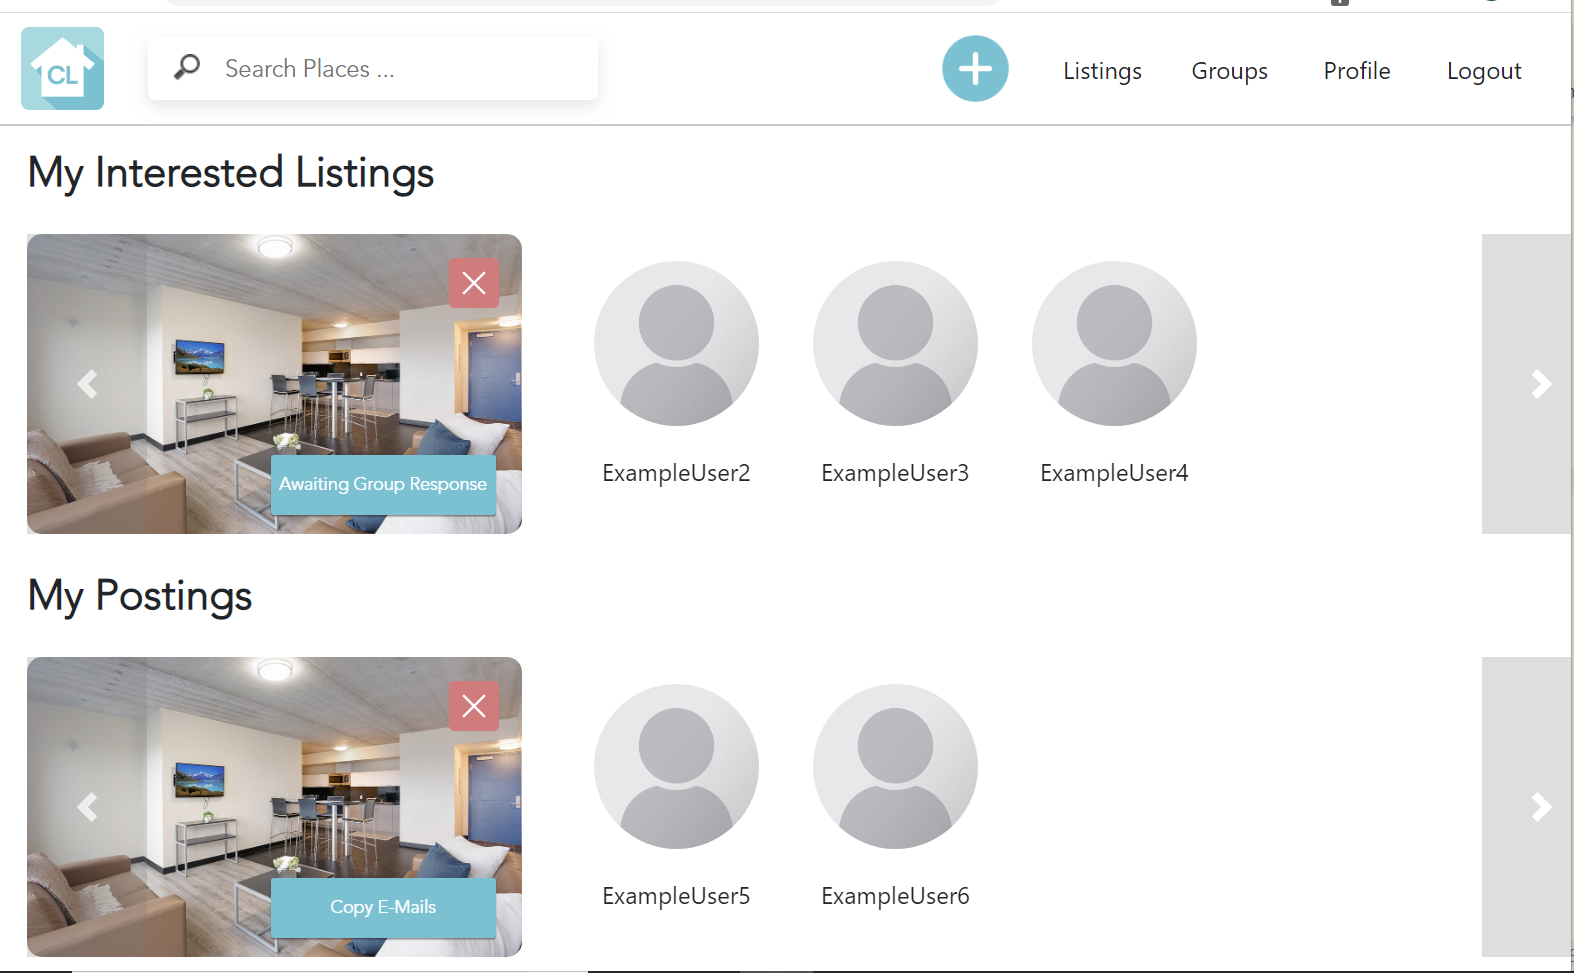 CL
Search Places ...
Listings
Groups
Profile
Logout
My Interested Listings
Awaiting Group Response
ExampleUser2
ExampleUser3
ExampleUser4
My Postings
Copy E-Mails
ExampleUser5
ExampleUser6